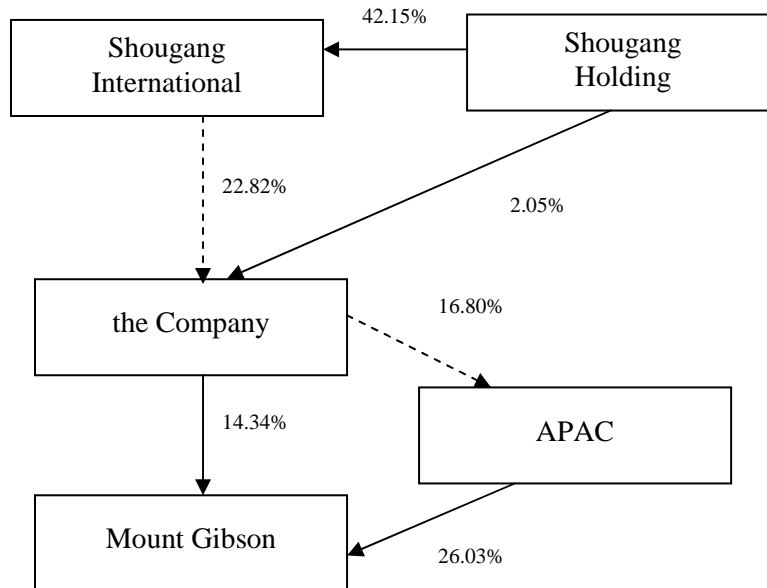 42.15%
Shougang
International
Shougang
Holding
22.82%
2.05%
the Company
16.80%
14.34%
APAC
Mount Gibson
26.03%